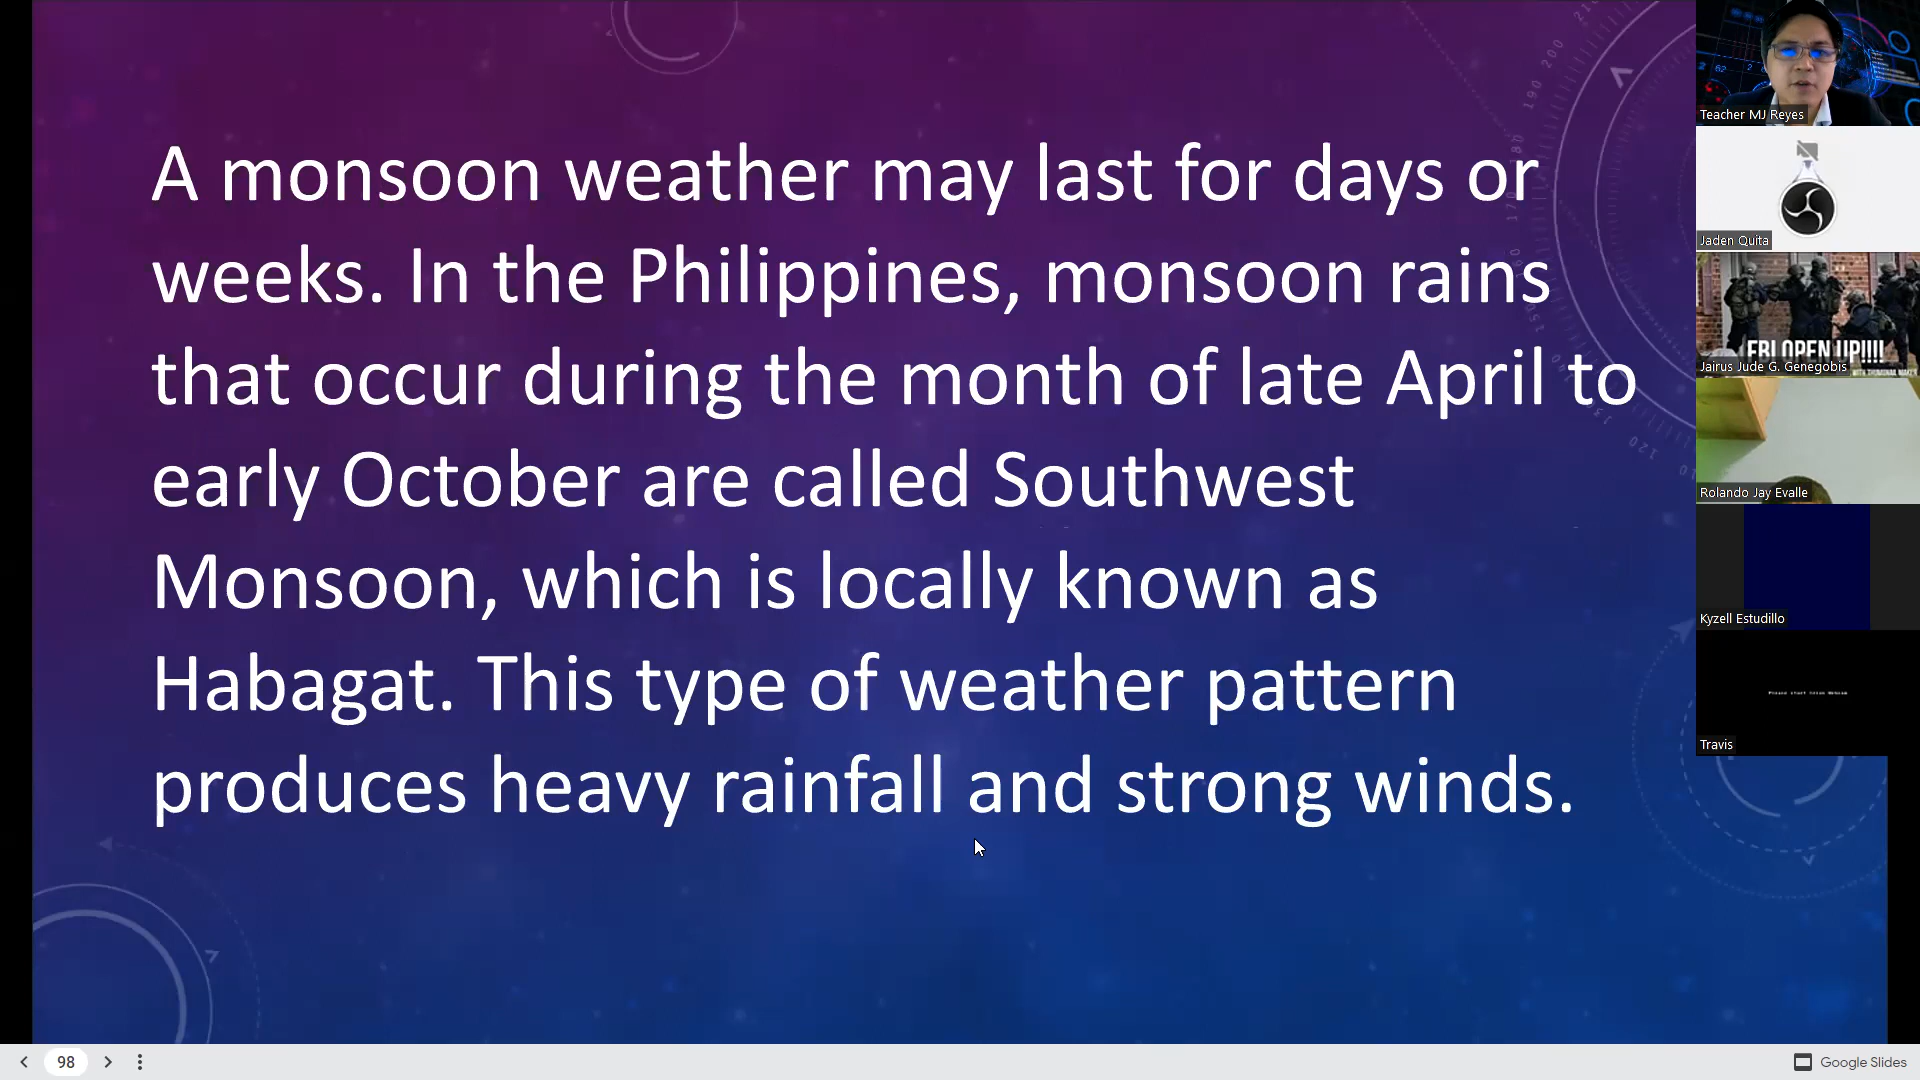 A monsoon weather may last for days or
weeks. In the Philippines, monsoon rains
that occur during the month of late April to
early October are called Southwest
Monsoon, which is locally known as
Habagat. This type of weather pattern
produces heavy rainfall and strong winds.
Teacher MJ Reyes
Jaden Quita
FBI OPEN UP!!!!
Jairus Jude G. Genegobis
Rolando Jay Evalle
Kyzell Estudillo
Travis
98
Google Slides